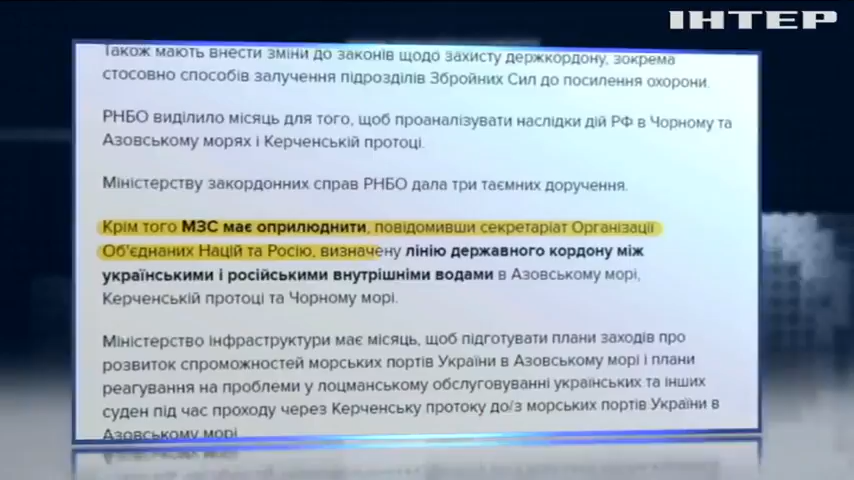 ІНТЕР
Також мають внести зміни до законів щодо захисту держкордону, зокрема
стосовно способів залучення підрозділів Збройних Сил до посилення охорони.
РНБО виділило місяць для того, щоб проаналізувати наслідки дій РФ в Чорному та
Азовському морях і Керченській протоці.
Міністерству закордонних справ РНБО дала три таємних доручення.
Крім того МЗС має оприлюднити, повідомивши секретаріат Організації
Об'єднаних Націй та Росію, визначену лінію державного кордону між
українськими і російськими внутрішніми водами в Азовському морі,
Керченській протоці та Чорному морі.
Міністерство інфраструктури має місяць, щоб підготувати плани заходів про
розвиток спроможностей морських портів України в Азовському морі і плани
реагування на проблеми у лоцманському обслуговуванні українських та інших
суден під час проходу через Керченську протоку до/з морських портів України в
Азовському морі